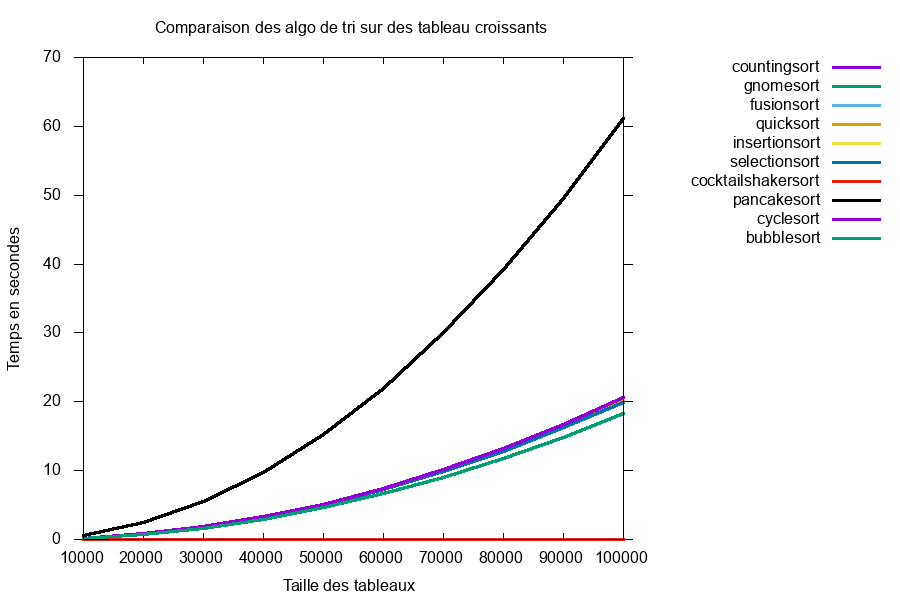 Comparaison des algo de tri sur des tableau croissants
70
60
50
40
30
20
10
0
Temps en secondes
10000 20000 30000 40000 50000 60000 70000 80000 90000 100000
Taille des tableaux
countingsort
gnomesort
fusionsort
quicksort
insertionsort
selectionsort
cocktailshakersort
pancakesort
cyclesort
bubblesort